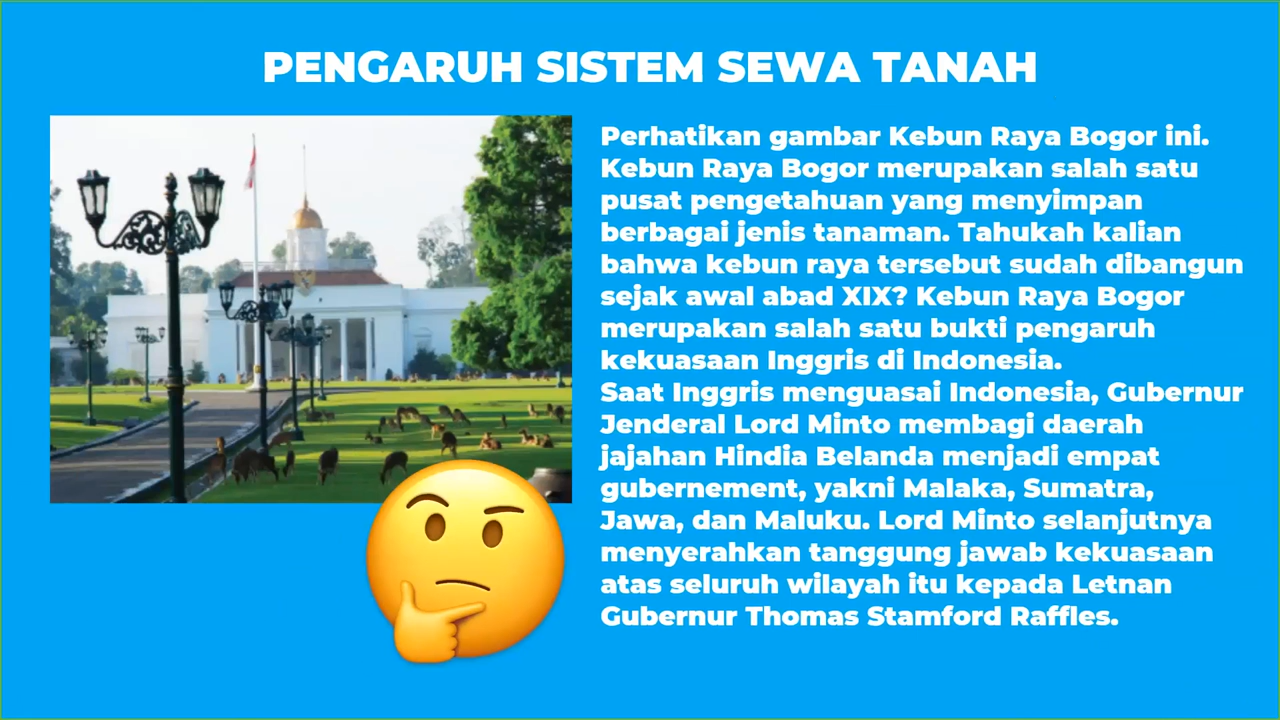 PENGARUH SISTEM SEWA TANAH
Perhatikan gambar Kebun Raya Bogor ini.
Kebun Raya Bogor merupakan salah satu
pusat pengetahuan yang menyimpan
berbagai jenis tanaman. Tahukah kalian
bahwa kebun raya tersebut sudah dibangun
sejak awal abad XIX? Kebun Raya Bogor
merupakan salah satu bukti pengaruh
kekuasaan Inggris di Indonesia.
Saat Inggris menguasai Indonesia, Gubernur
Jenderal Lord Minto membagi daerah
jajahan Hindia Belanda menjadi empat
gubernement, yakni Malaka, Sumatra,
Jawa, dan Maluku. Lord Minto selanjutnya
menyerahkan tanggung jawab kekuasaan
atas seluruh wilayah itu kepada Letnan
Gubernur Thomas Stamford Raffles.